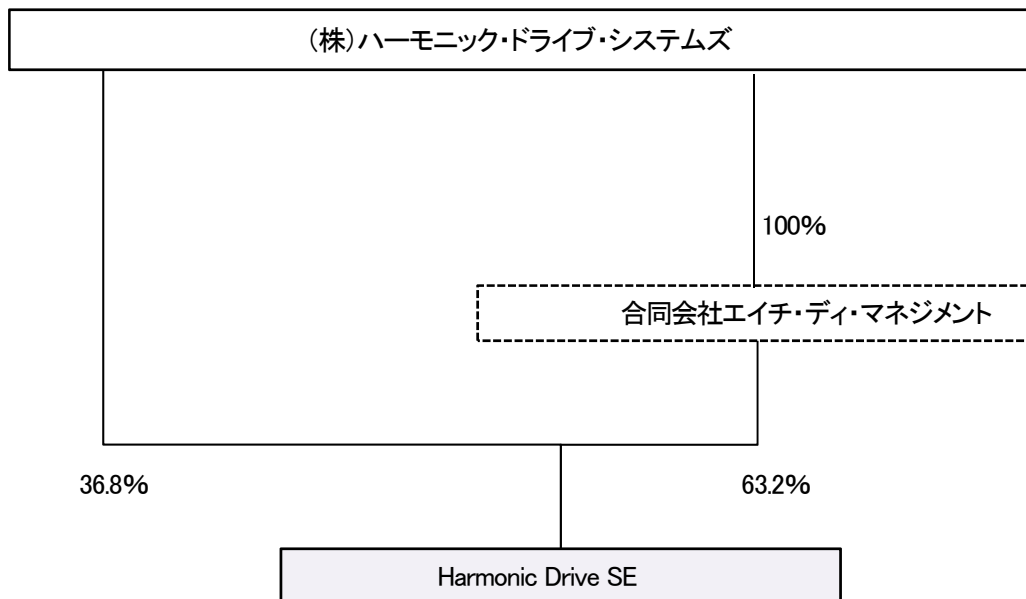 (株)ハーモニック・ドライブ・システムズ
100%
合同会社エイチ・ディ・マネジメント
36.8%
63.2%
Harmonic Drive SE